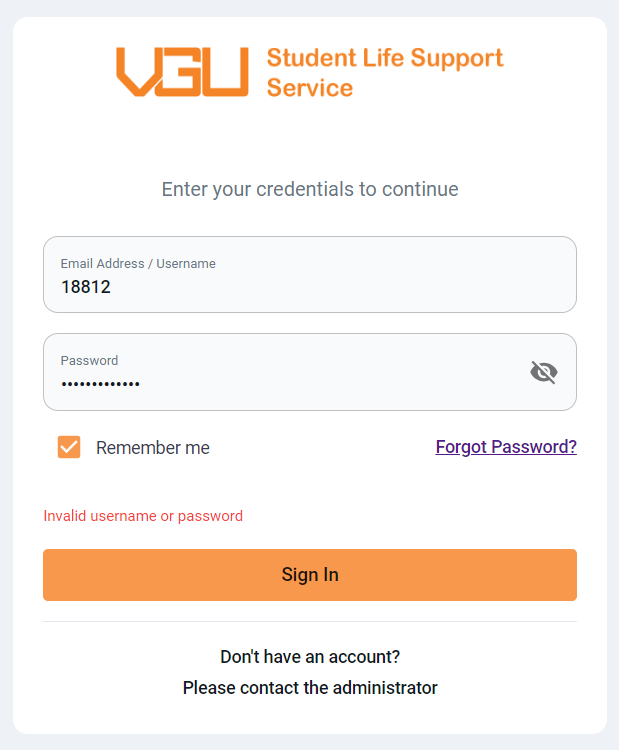 VGU Student Life Support
Service
Enter your credentials to continue
Email Address / Username
18812
Password
•••••••••••••
Remember me
Forgot Password?
Invalid username or password
Sign In
Don't have an account?
Please contact the administrator